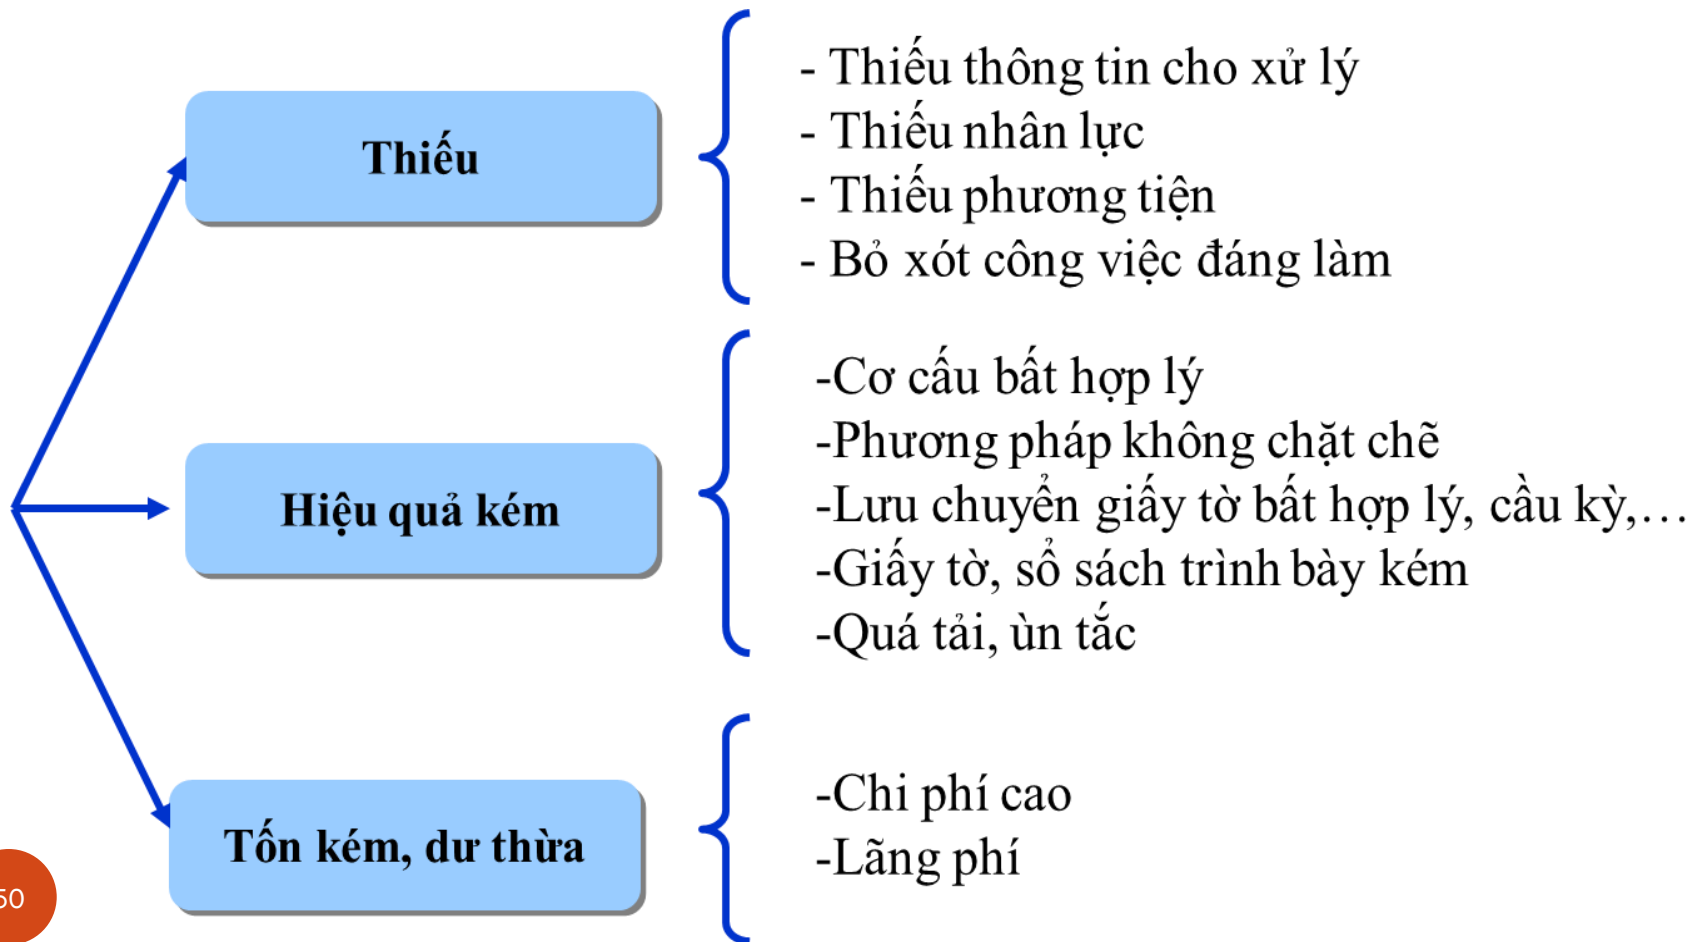 Thiếu
- Thiếu thông tin cho xử lý
- Thiếu nhân lực
- Thiếu phương tiện
- Bỏ xót công việc đáng làm
Hiệu quả kém
-Cơ cấu bất hợp lý
-Phương pháp không chặt chẽ
-Lưu chuyển giấy tờ bất hợp lý, cầu kỳ,…
-Giấy tờ, sổ sách trình bày kém
-Quá tải, ùn tắc
Tốn kém, dư thừa
-Chi phí cao
-Lãng phí
50